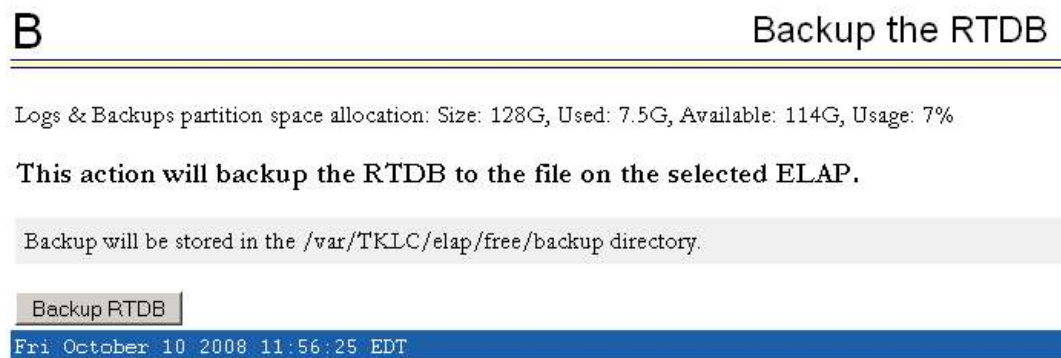 B
Backup the RTDB
Logs & Backups partition space allocation: Size: 128G, Used: 7.5G, Available: 114G, Usage: 7%
This action will backup the RTDB to the file on the selected ELAP.
Backup will be stored in the /var/TKLC/elap/free/backup directory.
Backup RTDB
Fri October 10 2008 11:56:25 EDT